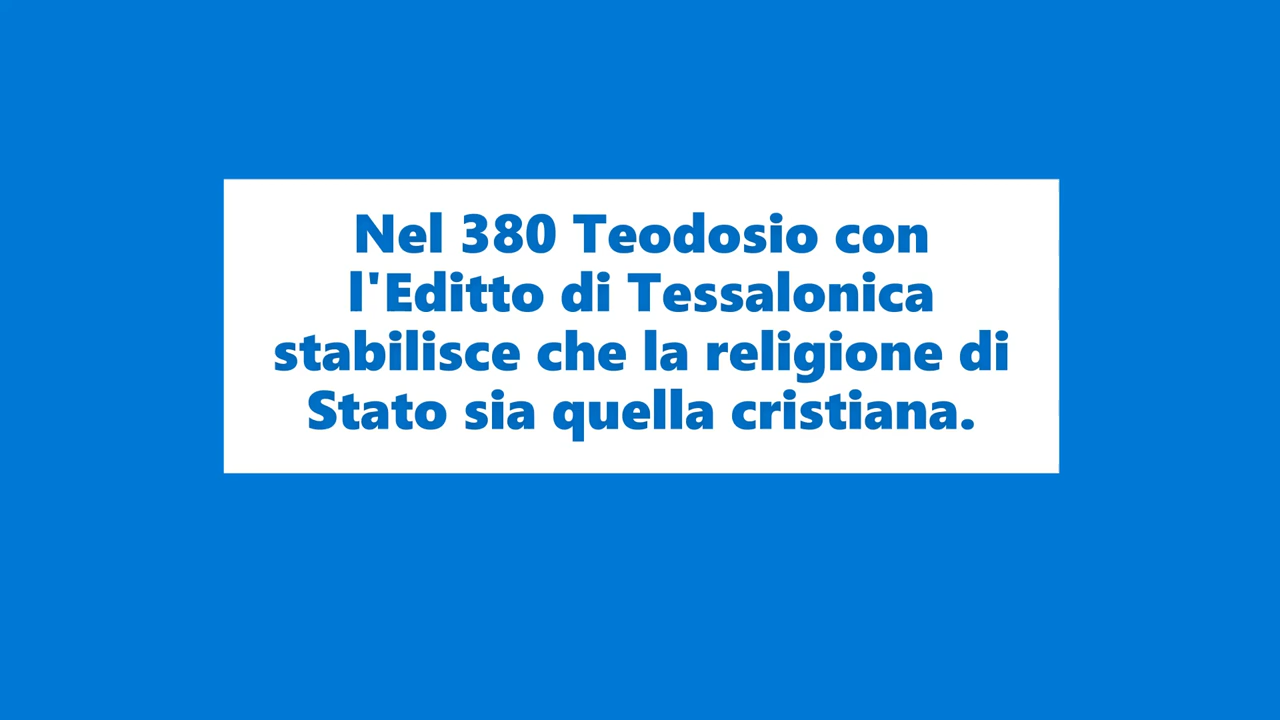 Nel 380 Teodosio con
l'Editto di Tessalonica
stabilisce che la religione di
Stato sia quella cristiana.